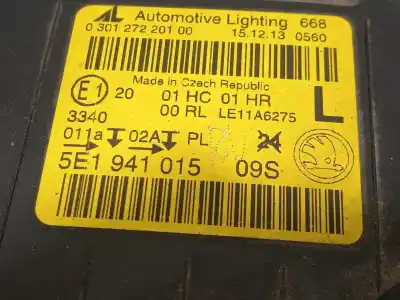 AL Automotive Lighting 668
0 301 272 201 00 15.12.13 0560
Made in Czech Republic
E1 20 01 HC 01 HR L
3340 00 RL LE11A6275
011a 02A PL 24
5E1 941 015 09S